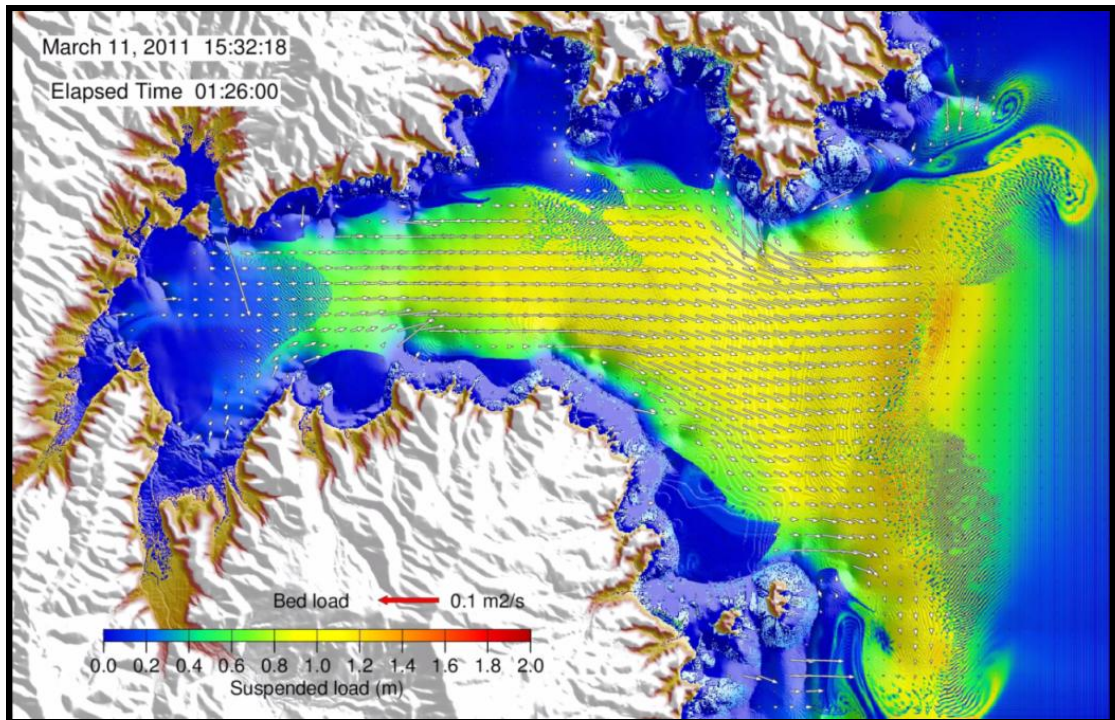 March 11, 2011 15:32:18
Elapsed Time 01:26:00
Bed load 0.1 m2/s
0.0 0.2 0.4 0.6 0.8 1.0 1.2 1.4 1.6 1.8 2.0
Suspended load (m)